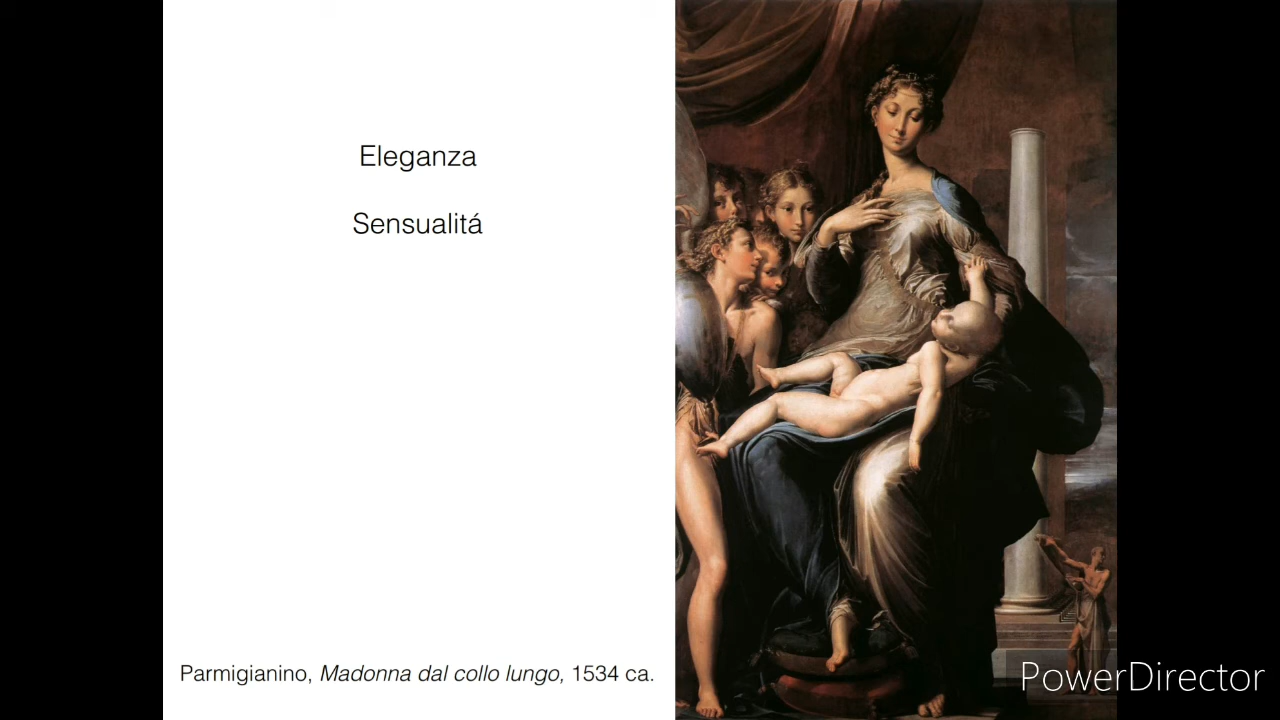 Eleganza
Sensualitá
Parmigianino, Madonna dal collo lungo, 1534 ca.
PowerDirector